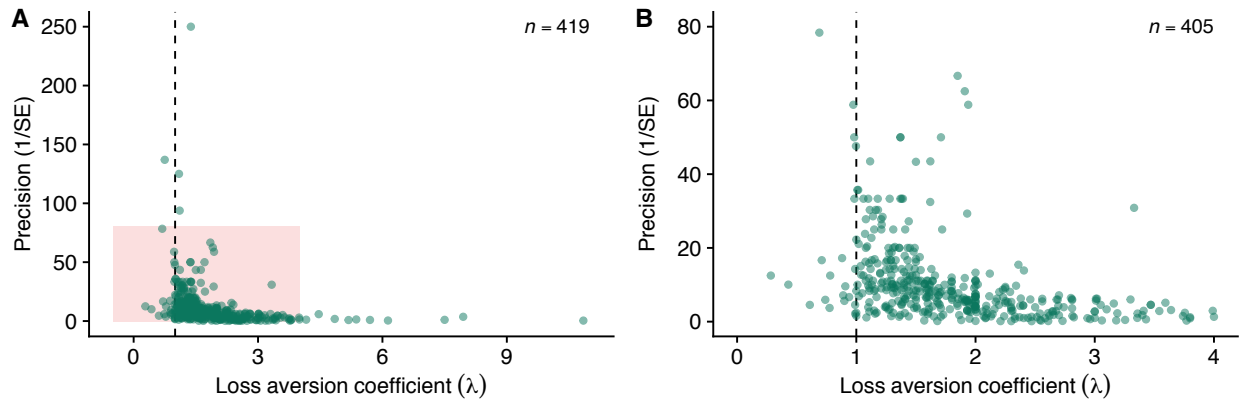 A
n = 419
250
200
150
100
50
0
Precision (1/SE)
0 3 6 9
Loss aversion coefficient (λ)
B
n = 405
80
60
40
20
0
Precision (1/SE)
0 1 2 3 4
Loss aversion coefficient (λ)